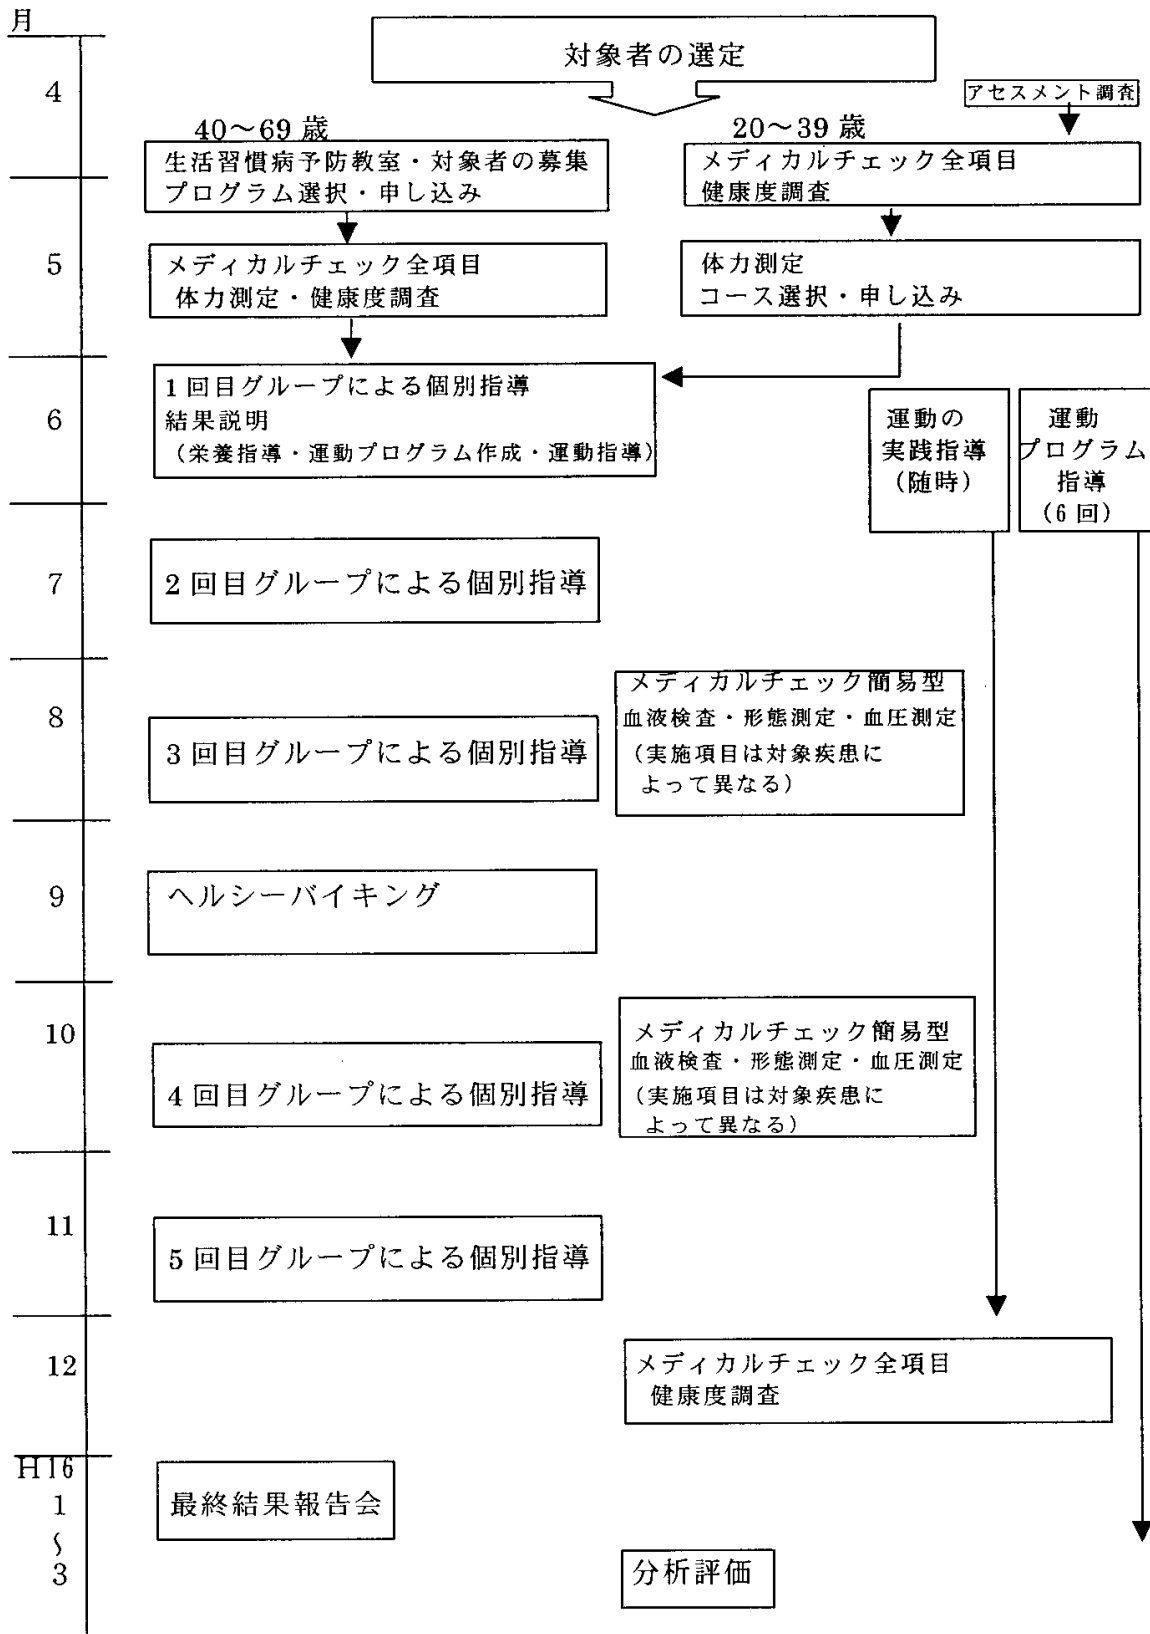 月
対象者の選定
4
アセスメント調査
40〜69 歳
20〜39 歳
生活習慣病予防教室・対象者の募集
プログラム選択・申し込み
メディカルチェック全項目
健康度調査
5
メディカルチェック全項目
体力測定・健康度調査
体力測定
コース選択・申し込み
6
1 回目グループによる個別指導
結果説明
（栄養指導・運動プログラム作成・運動指導）
運動の
実践指導
（随時）
運動
プログラム
指導
（6 回）
7
2 回目グループによる個別指導
8
3 回目グループによる個別指導
メディカルチェック簡易型
血液検査・形態測定・血圧測定
（実施項目は対象疾患に
よって異なる）
9
ヘルシーバイキング
10
4 回目グループによる個別指導
メディカルチェック簡易型
血液検査・形態測定・血圧測定
（実施項目は対象疾患に
よって異なる）
11
5 回目グループによる個別指導
12
メディカルチェック全項目
健康度調査
H16
1
〜
3
最終結果報告会
分析評価